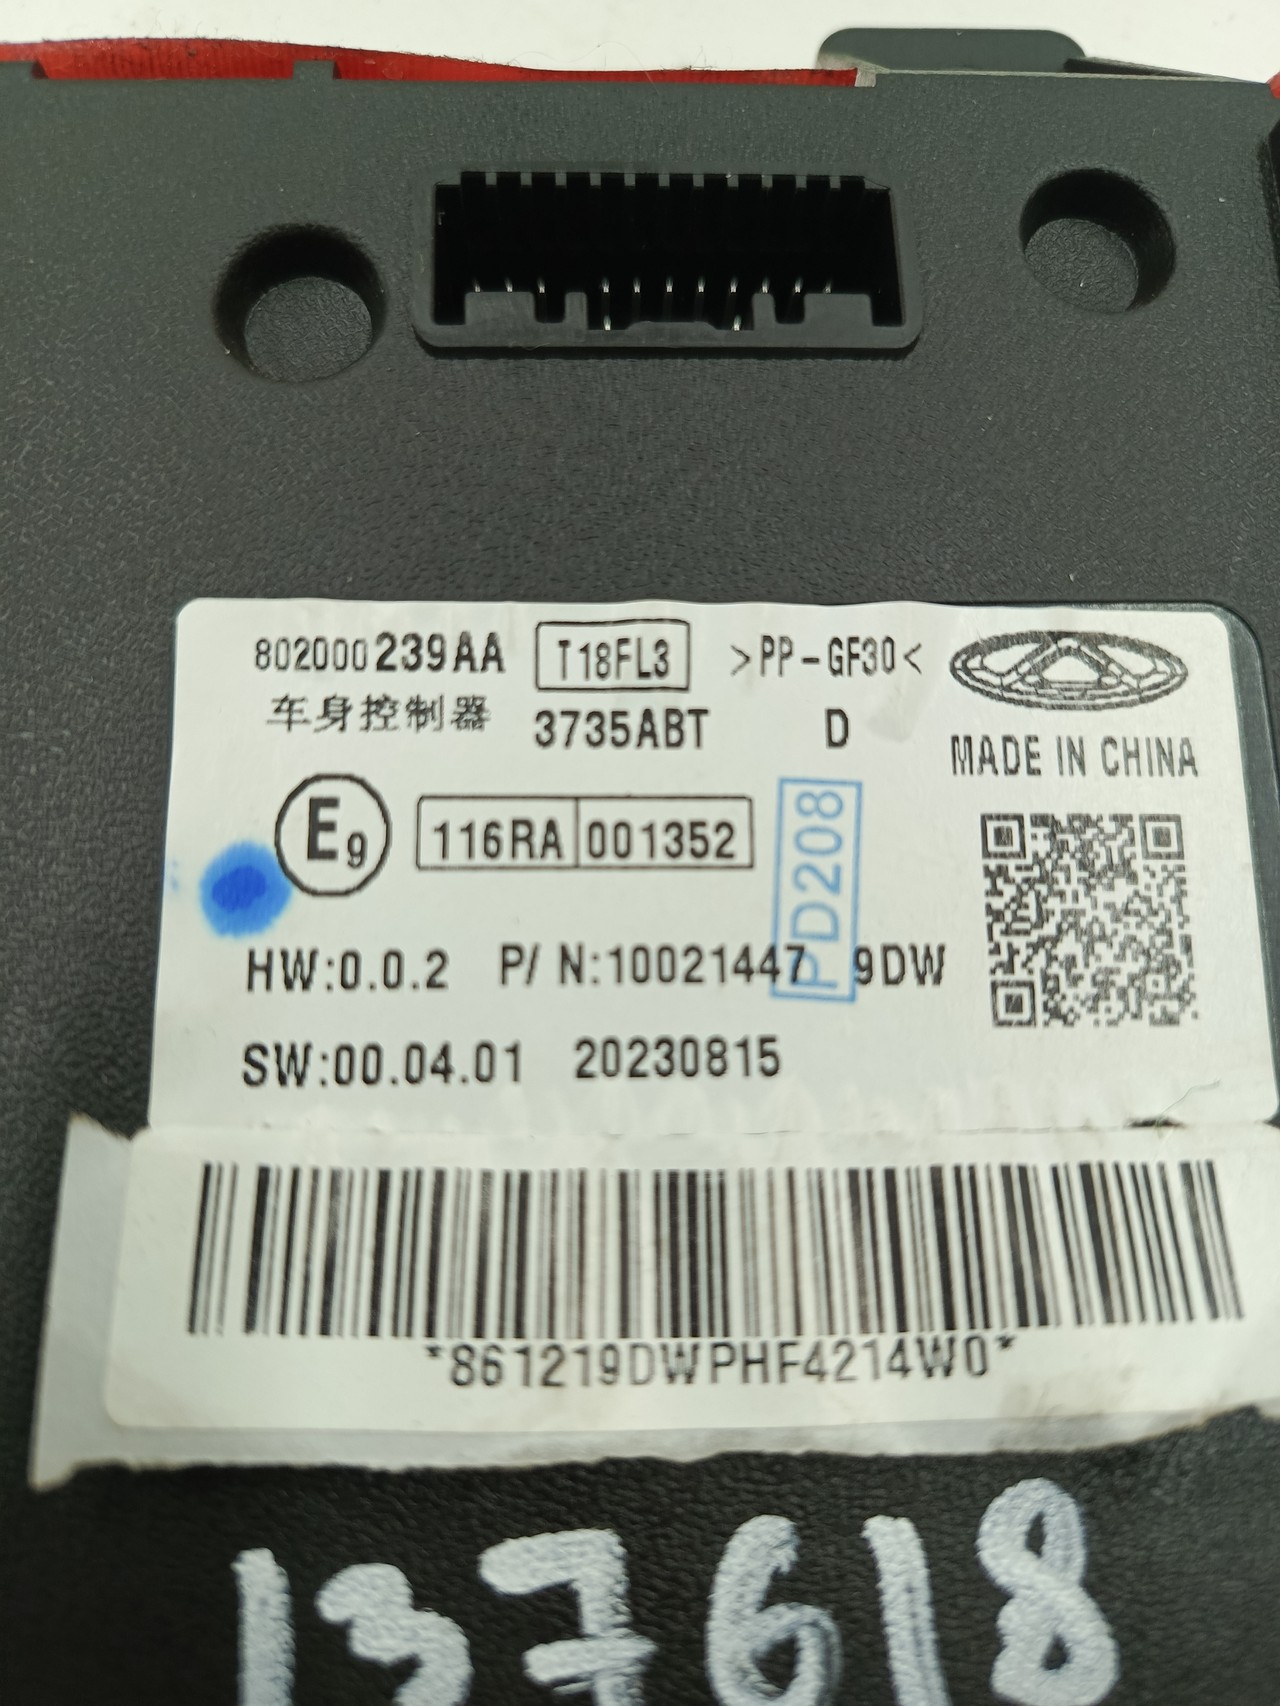 802000239AA T18FL3 >PP-GF30<
车身控制器 3735ABT D
MADE IN CHINA
E9 116RA 001352
PD208
HW:0.0.2 P/N:10021447 9DW
SW:00.04.01 20230815
*861219DWPHF4214W0*
137618